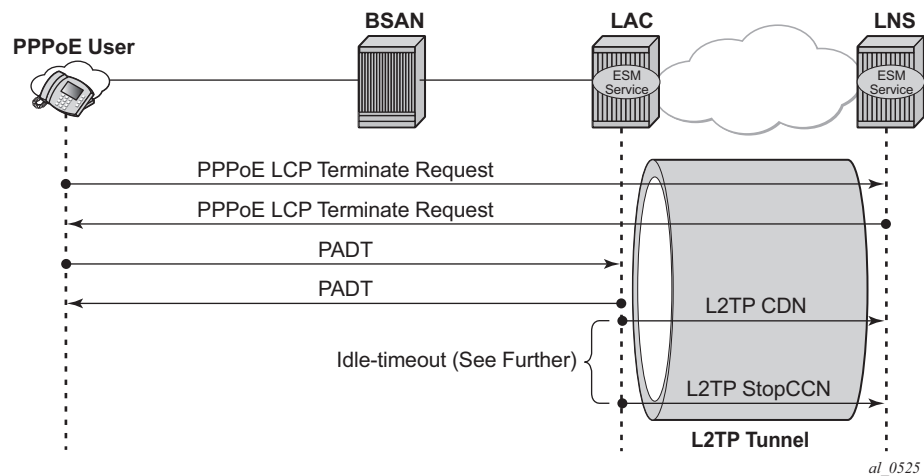 BSAN
LAC
LNS
PPPoE User
ESM
Service
ESM
Service
PPPoE LCP Terminate Request
PPPoE LCP Terminate Request
PADT
PADT
L2TP CDN
Idle-timeout (See Further)
L2TP StopCCN
L2TP Tunnel
al_0525